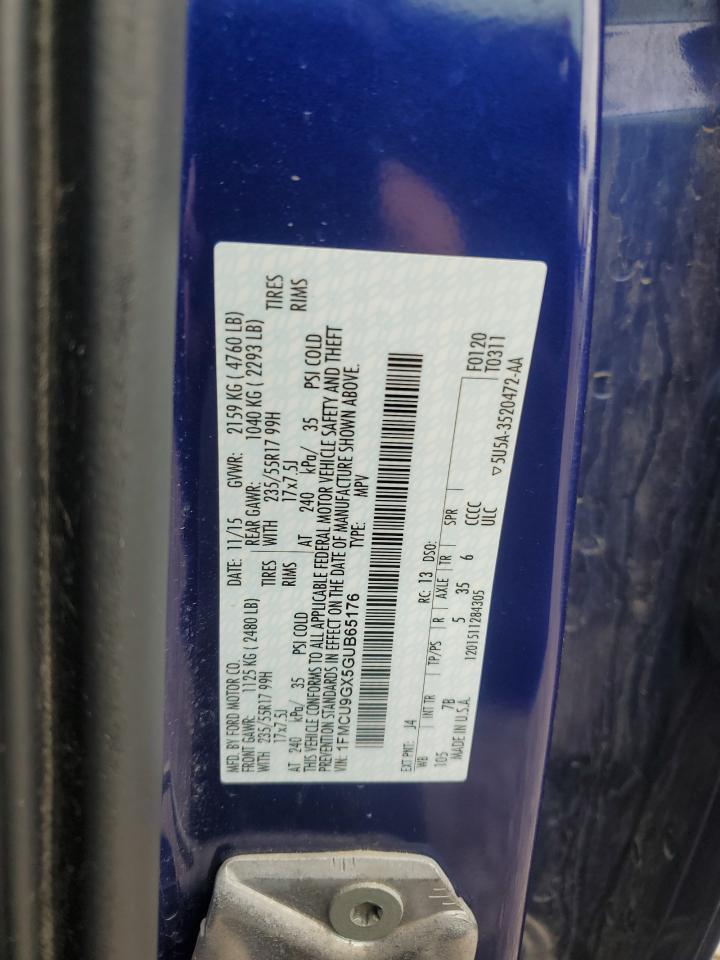 MFD. BY FORD MOTOR CO. DATE: 11/15 GVWR: 2159 KG ( 4760 LB)
FRONT GAWR: 1125 KG ( 2480 LB) REAR GAWR: 1040 KG ( 2293 LB)
WITH 235/55R17 99H TIRES WITH 235/55R17 99H TIRES
17x7.5J RIMS 17x7.5J RIMS
AT 240 kPa/ 35 PSI COLD AT 240 kPa/ 35 PSI COLD
THIS VEHICLE CONFORMS TO ALL APPLICABLE FEDERAL MOTOR VEHICLE SAFETY AND THEFT
PREVENTION STANDARDS IN EFFECT ON THE DATE OF MANUFACTURE SHOWN ABOVE.
VIN: 1FMCU9GX5GUB65176 TYPE: MPV
EXT PNT: J4 RC: 13 DSO: F0120
WB INT TR TP/PS R AXLE TR SPR T0311
105 7B 5 35 6 CCCC
MADE IN U.S.A. 1201511284305 ULC ▽5U5A-3520472-AA